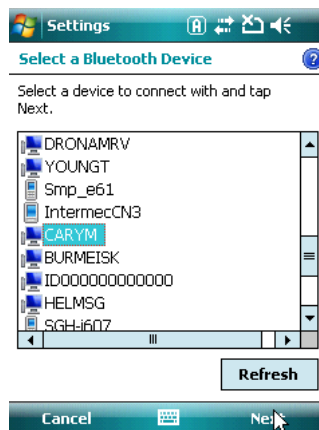 Settings
A
Select a Bluetooth Device
?
Select a device to connect with and tap
Next.
DRONAMRV
YOUNGT
Smp_e61
IntermecCN3
CARYM
BURMEISK
ID000000000000
HELMSG
SGH-i607
Refresh
Cancel
Next